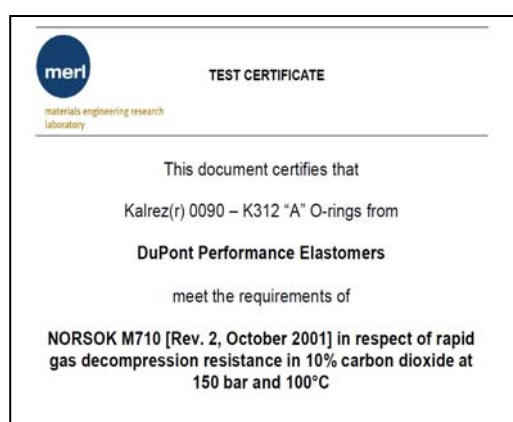 merl
TEST CERTIFICATE
materials engineering research
laboratory
This document certifies that
Kalrez(r) 0090 – K312 "A" O-rings from
DuPont Performance Elastomers
meet the requirements of
NORSOK M710 [Rev. 2, October 2001] in respect of rapid
gas decompression resistance in 10% carbon dioxide at
150 bar and 100°C